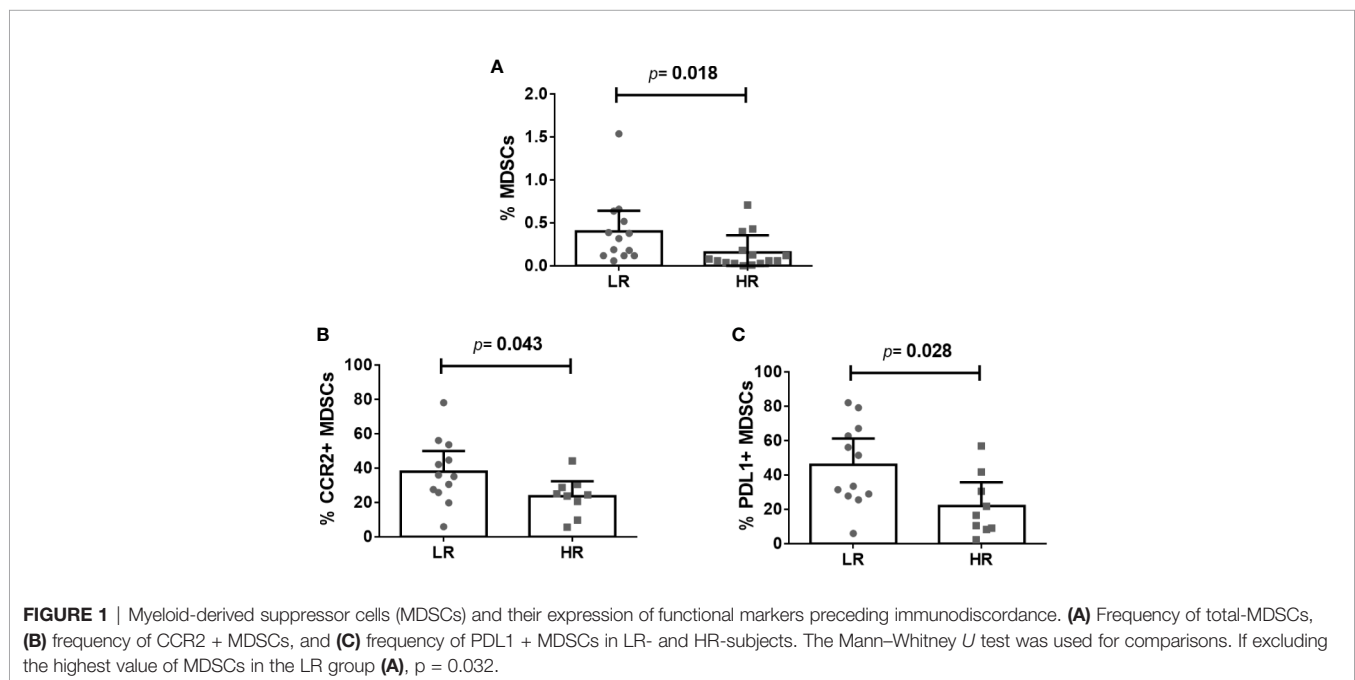 A
p= 0.018
% MDSCs
2.0
1.5
1.0
0.5
0.0
LR
HR
B
p= 0.043
% CCR2+ MDSCs
100
80
60
40
20
0
LR
HR
C
p= 0.028
% PDL1+ MDSCs
100
80
60
40
20
0
LR
HR
FIGURE 1 | Myeloid-derived suppressor cells (MDSCs) and their expression of functional markers preceding immunodiscordance. (A) Frequency of total-MDSCs,
(B) frequency of CCR2 + MDSCs, and (C) frequency of PDL1 + MDSCs in LR- and HR-subjects. The Mann–Whitney U test was used for comparisons. If excluding
the highest value of MDSCs in the LR group (A), p = 0.032.